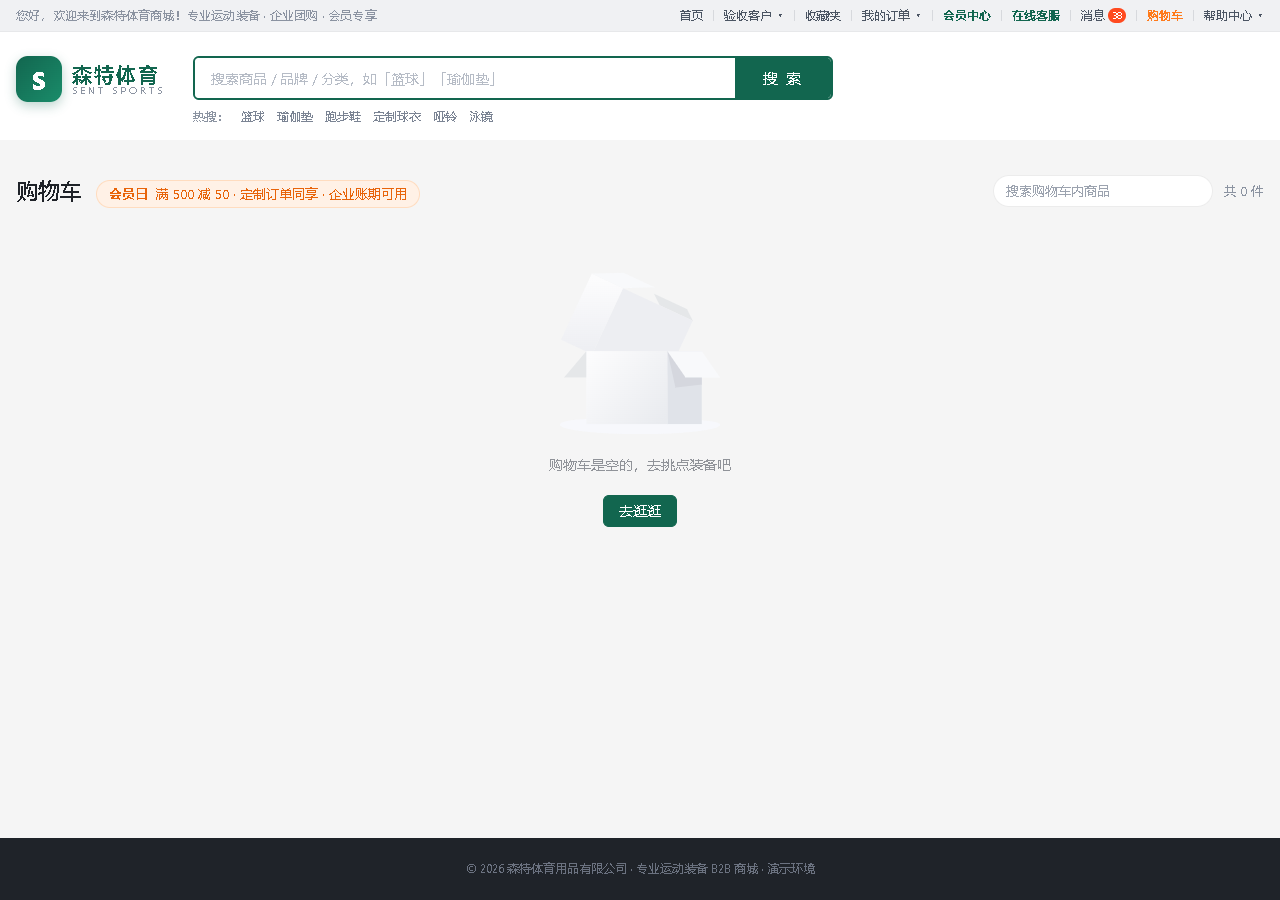 您好，欢迎来到森特体育商城！专业运动装备 · 企业团购 · 会员专享
首页 验收客户 收藏夹 我的订单 会员中心 在线客服 消息 38 购物车 帮助中心
S 森特体育
SENT SPORTS
搜索商品 / 品牌 / 分类，如「篮球」「瑜伽垫」
搜 索
热搜： 篮球 瑜伽垫 跑步鞋 定制球衣 哑铃 泳镜
购物车 会员日 满 500 减 50 · 定制订单同享 · 企业账期可用
搜索购物车内商品 共 0 件
购物车是空的，去挑点装备吧
去逛逛
© 2026 森特体育用品有限公司 · 专业运动装备 B2B 商城 · 演示环境